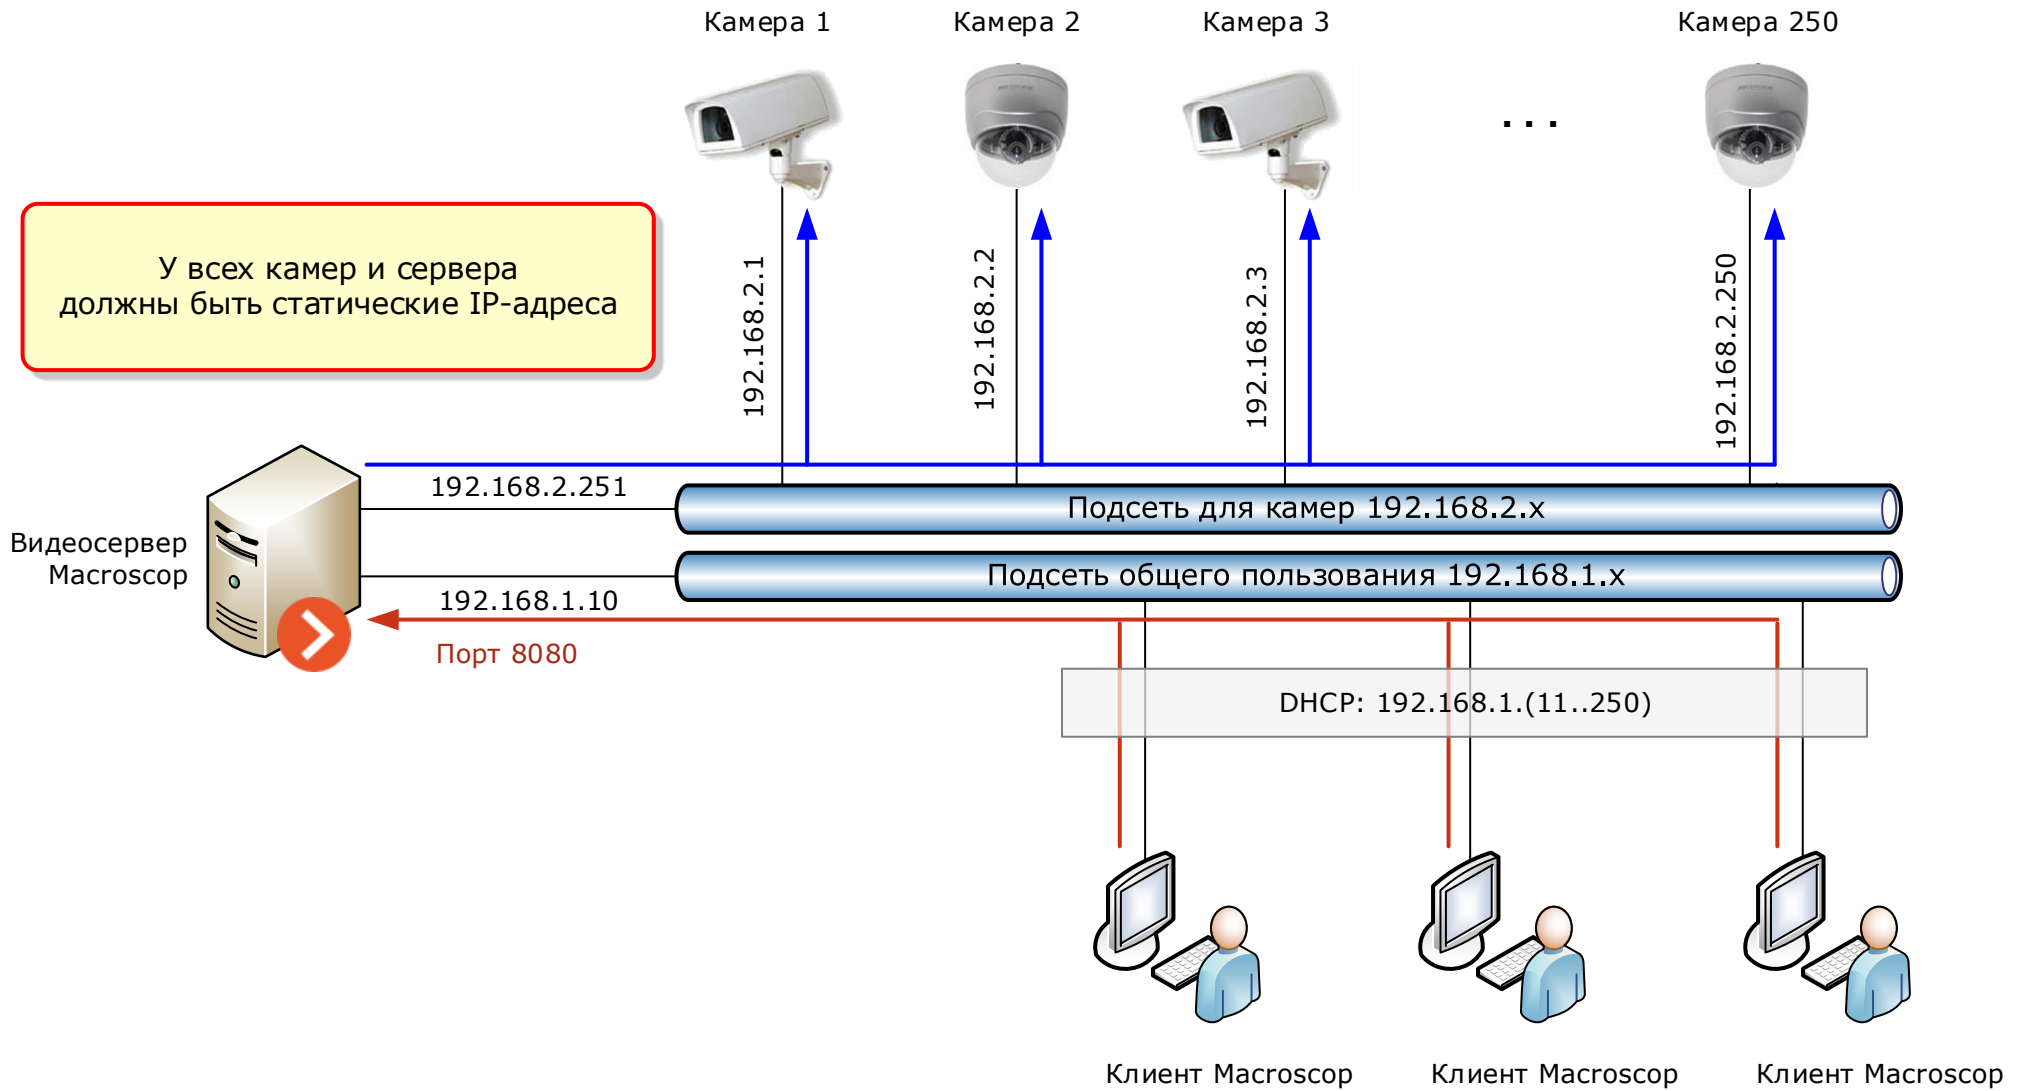 Камера 1
Камера 2
Камера 3
Камера 250
. . .
У всех камер и сервера
должны быть статические IP-адреса
192.168.2.1
192.168.2.2
192.168.2.3
192.168.2.250
192.168.2.251
Подсеть для камер 192.168.2.x
Видеосервер
Macroscop
Подсеть общего пользования 192.168.1.x
192.168.1.10
Порт 8080
DHCP: 192.168.1.(11..250)
Клиент Macroscop
Клиент Macroscop
Клиент Macroscop